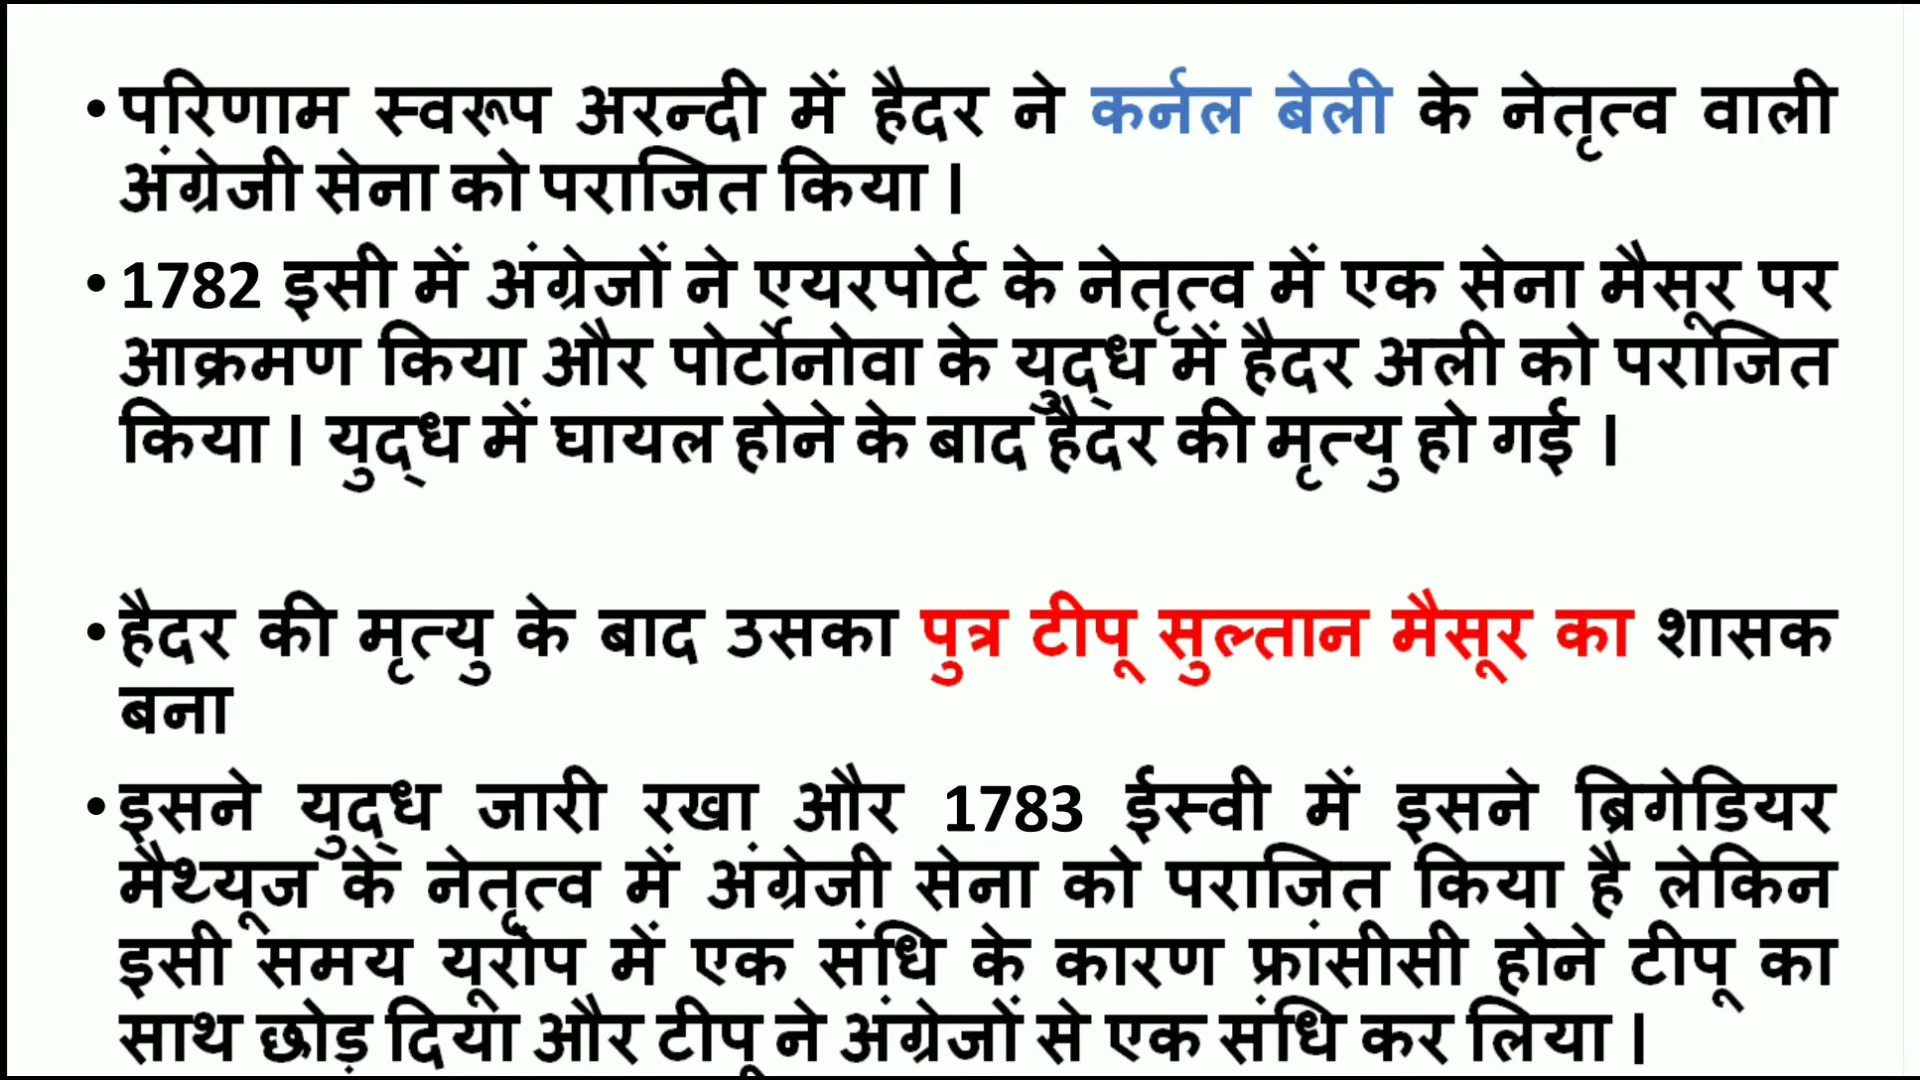 • परिणाम स्वरूप अरन्दी में हैदर ने कर्नल बेली के नेतृत्व वाली
अंग्रेजी सेना को पराजित किया ।
• 1782 इसी में अंग्रेजों ने एयरपोर्ट के नेतृत्व में एक सेना मैसूर पर
आक्रमण किया और पोर्टोनोवा के युद्ध में हैदर अली को पराजित
किया । युद्ध में घायल होने के बाद हैदर की मृत्यु हो गई ।
• हैदर की मृत्यु के बाद उसका पुत्र टीपू सुल्तान मैसूर का शासक
बना
• इसने युद्ध जारी रखा और 1783 ईस्वी में इसने ब्रिगेडियर
मैथ्यूज के नेतृत्व में अंग्रेजी सेना को पराजित किया है लेकिन
इसी समय यूरोप में एक संधि के कारण फ्रांसीसी होने टीपू का
साथ छोड़ दिया और टीपू ने अंग्रेजों से एक संधि कर लिया ।